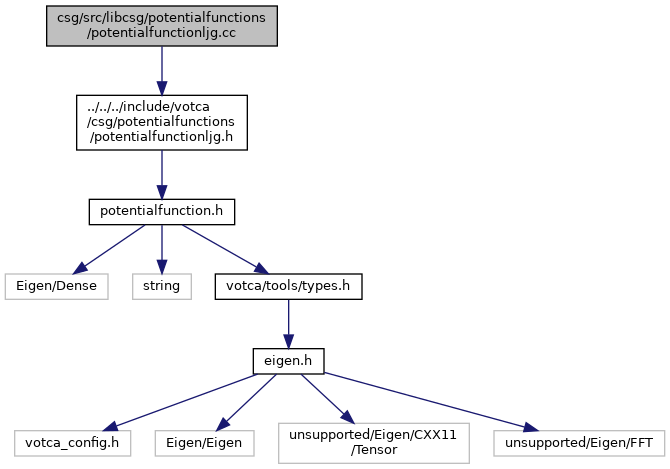 csg/src/libcsg/potentialfunctions
/potentialfunctionljg.cc
../../../include/votca
/csg/potentialfunctions
/potentialfunctionljg.h
potentialfunction.h
Eigen/Dense
string
votca/tools/types.h
eigen.h
votca_config.h
Eigen/Eigen
unsupported/Eigen/CXX11
/Tensor
unsupported/Eigen/FFT